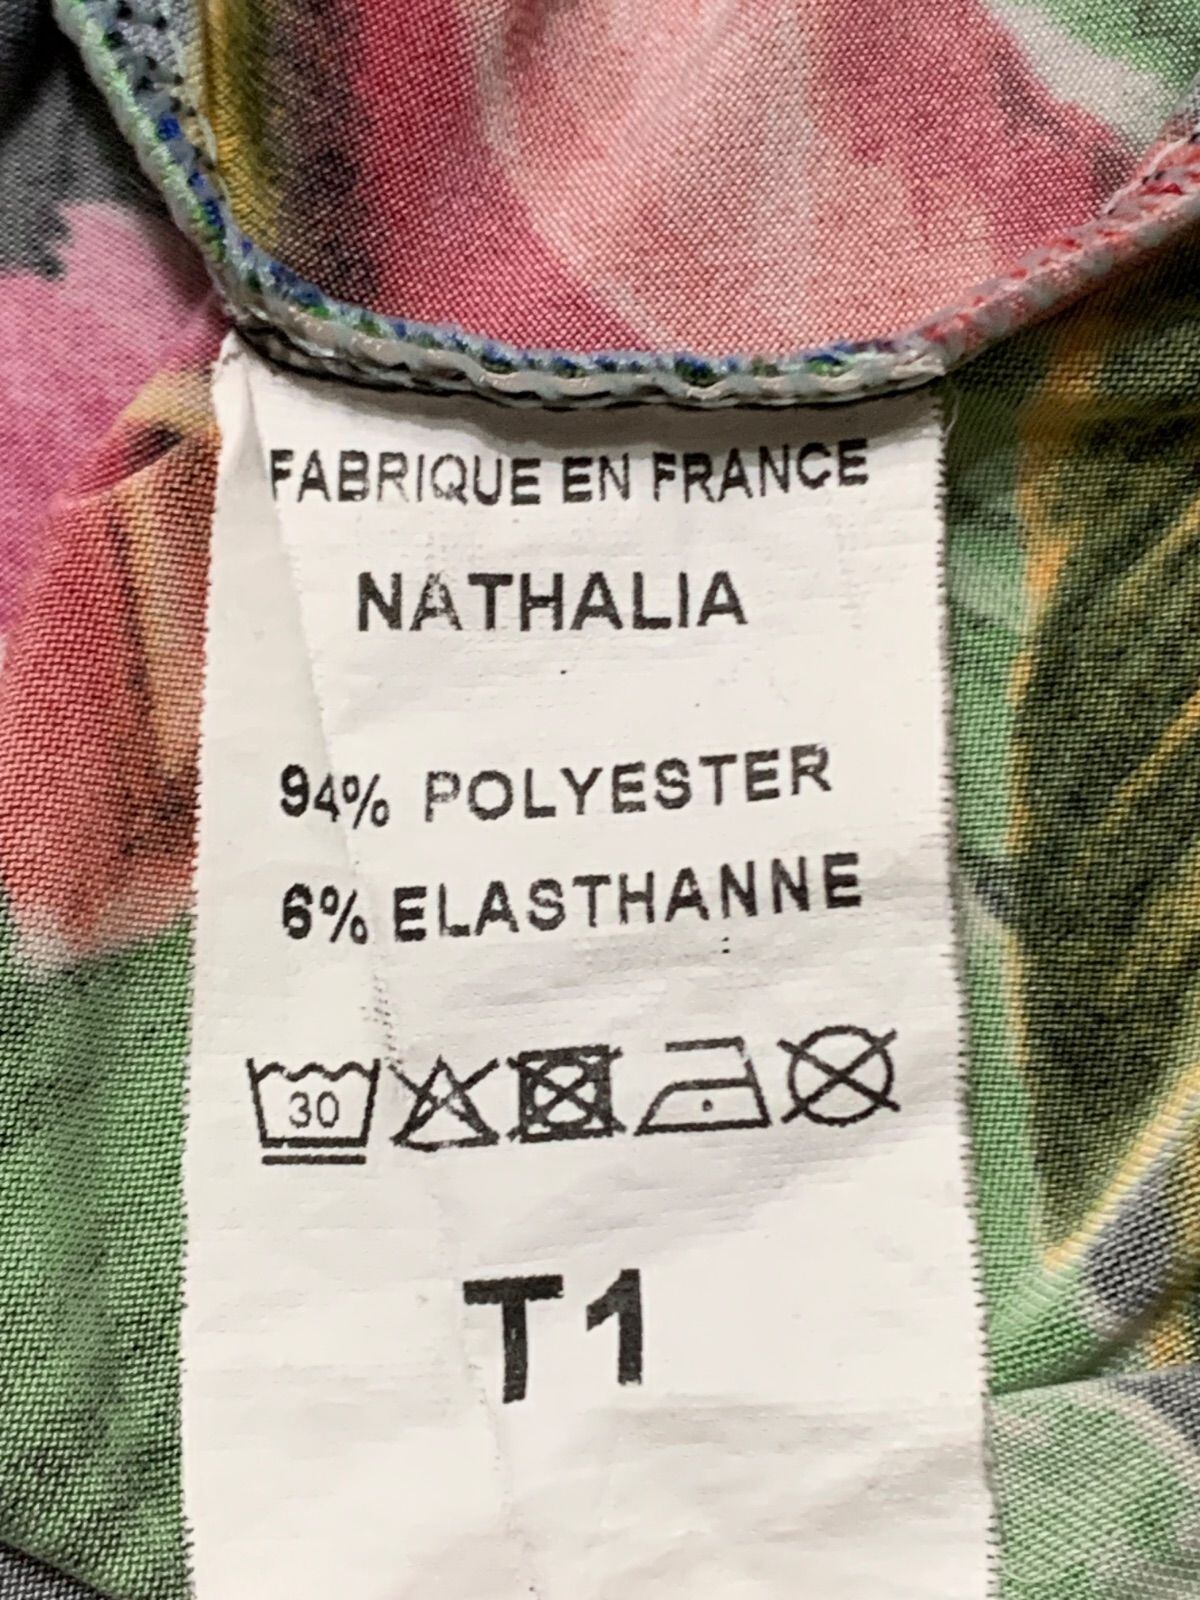 FABRIQUE EN FRANCE
NATHALIA
94% POLYESTER
6% ELASTHANNE
30
T1